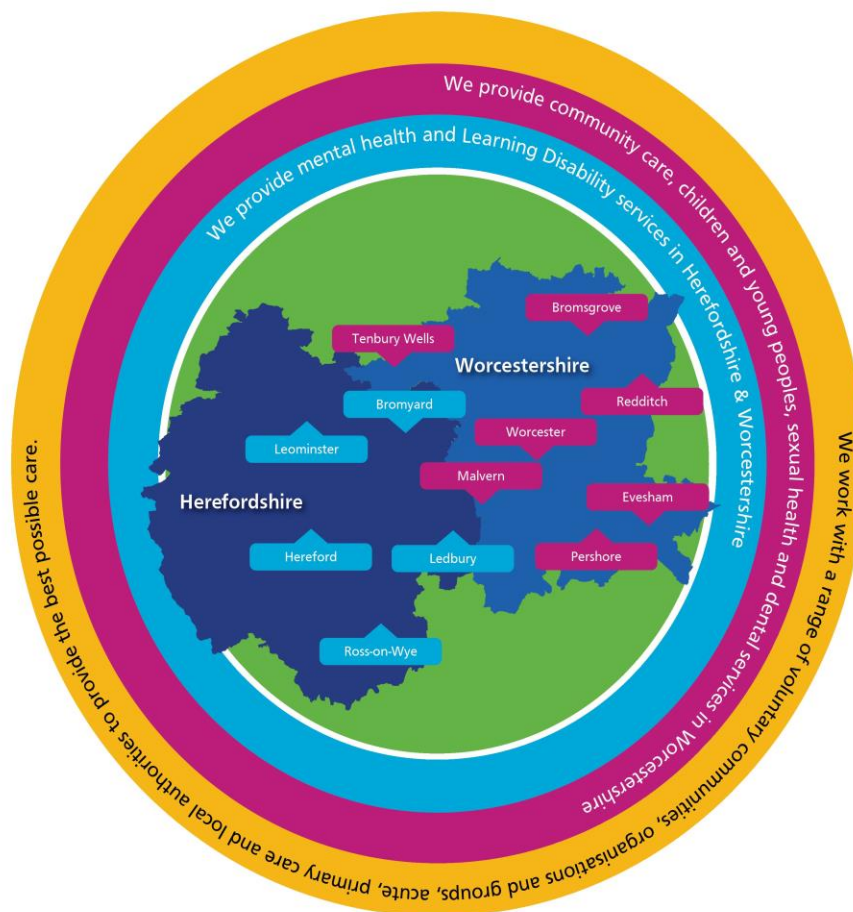 We provide community care, children and young peoples, sexual health and dental services in Worcestershire
We provide mental health and Learning Disability services in Herefordshire & Worcestershire
We work with a range of voluntary communities, organisations and groups, acute, primary care and local authorities to provide the best possible care.
Bromsgrove
Tenbury Wells
Worcestershire
Redditch
Bromyard
Worcester
Leominster
Malvern
Evesham
Herefordshire
Hereford
Ledbury
Pershore
Ross-on-Wye